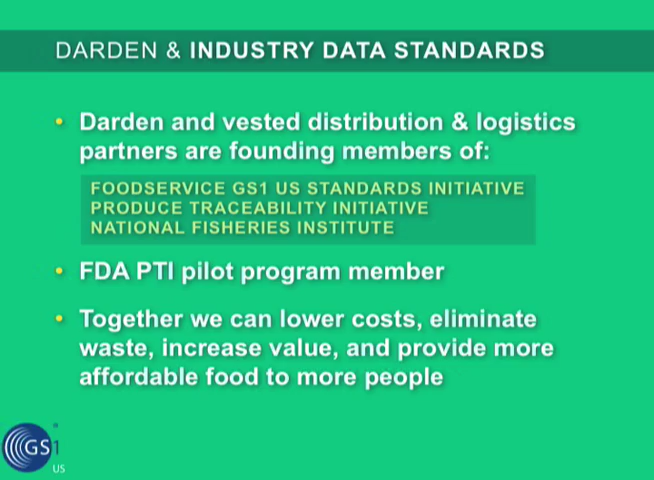 DARDEN & INDUSTRY DATA STANDARDS
• Darden and vested distribution & logistics
partners are founding members of:
FOODSERVICE GS1 US STANDARDS INITIATIVE
PRODUCE TRACEABILITY INITIATIVE
NATIONAL FISHERIES INSTITUTE
• FDA PTI pilot program member
• Together we can lower costs, eliminate
waste, increase value, and provide more
affordable food to more people
GS1
US